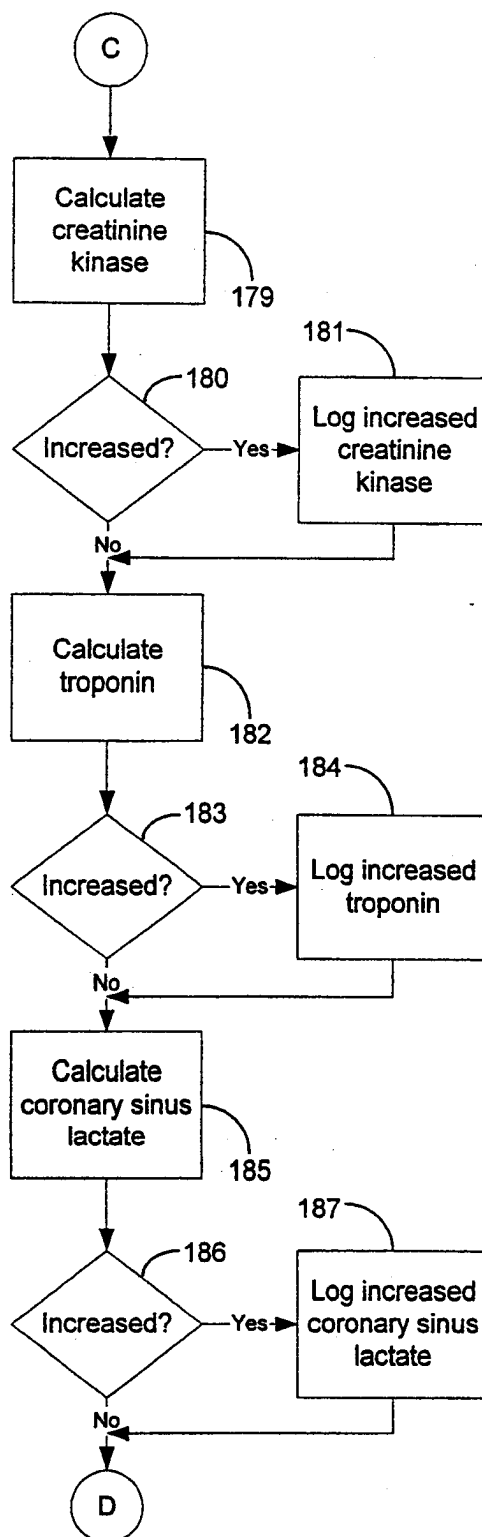 C
Calculate
creatinine
kinase
179
180
181
Increased?
Yes
Log increased
creatinine
kinase
No
Calculate
troponin
182
183
184
Increased?
Yes
Log increased
troponin
No
Calculate
coronary sinus
lactate
185
186
187
Increased?
Yes
Log increased
coronary sinus
lactate
No
D